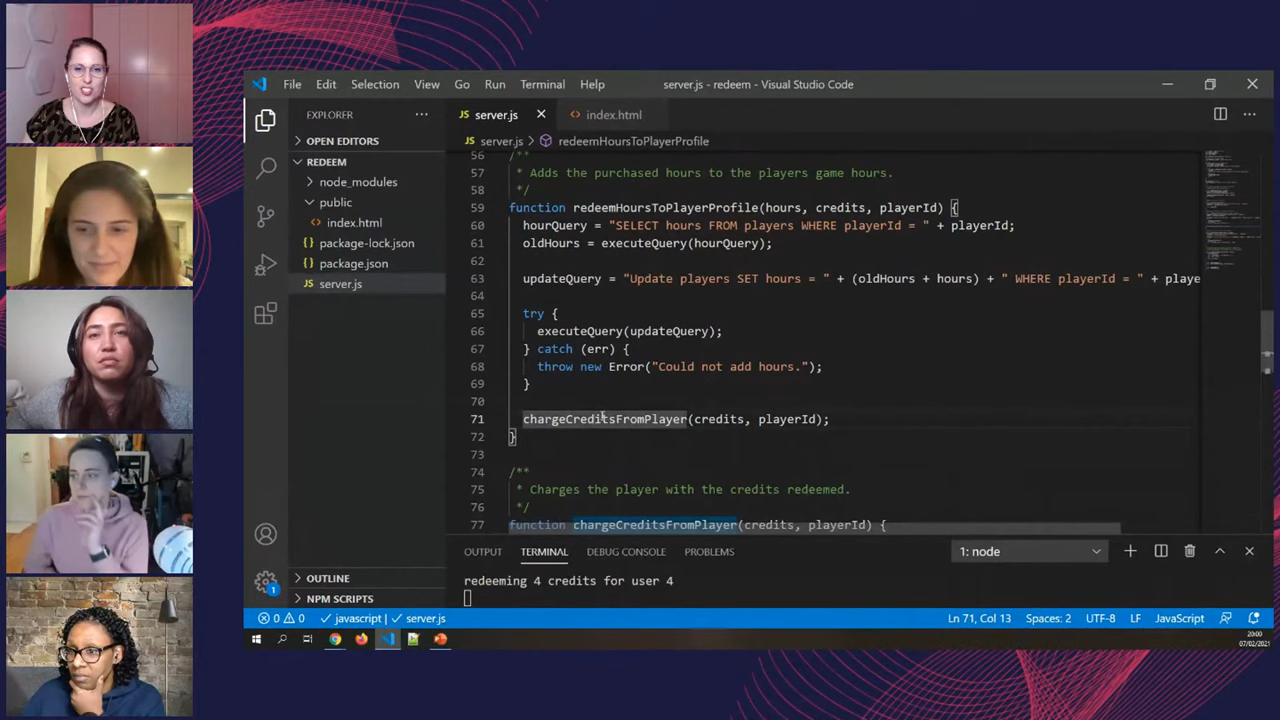 File Edit Selection View Go Run Terminal Help
server.js - redeem - Visual Studio Code
EXPLORER
OPEN EDITORS
REDEEM
node_modules
public
index.html
package-lock.json
package.json
server.js
OUTLINE
NPM SCRIPTS
server.js index.html
server.js > redeemHoursToPlayerProfile
56 /**
57 * Adds the purchased hours to the players game hours.
58 */
59 function redeemHoursToPlayerProfile(hours, credits, playerId) {
60 hourQuery = "SELECT hours FROM players WHERE playerId = " + playerId;
61 oldHours = executeQuery(hourQuery);
62
63 updateQuery = "Update players SET hours = " + (oldHours + hours) + " WHERE playerId = " + playe
64
65 try {
66 executeQuery(updateQuery);
67 } catch (err) {
68 throw new Error("Could not add hours.");
69 }
70
71 chargeCreditsFromPlayer(credits, playerId);
72 }
73
74 /**
75 * Charges the player with the credits redeemed.
76 */
77 function chargeCreditsFromPlayer(credits, playerId) {
OUTPUT TERMINAL DEBUG CONSOLE PROBLEMS 1: node
redeeming 4 credits for user 4
1
0 0 javascript server.js Ln 71, Col 13 Spaces: 2 UTF-8 LF JavaScript
20:00
07/02/2021